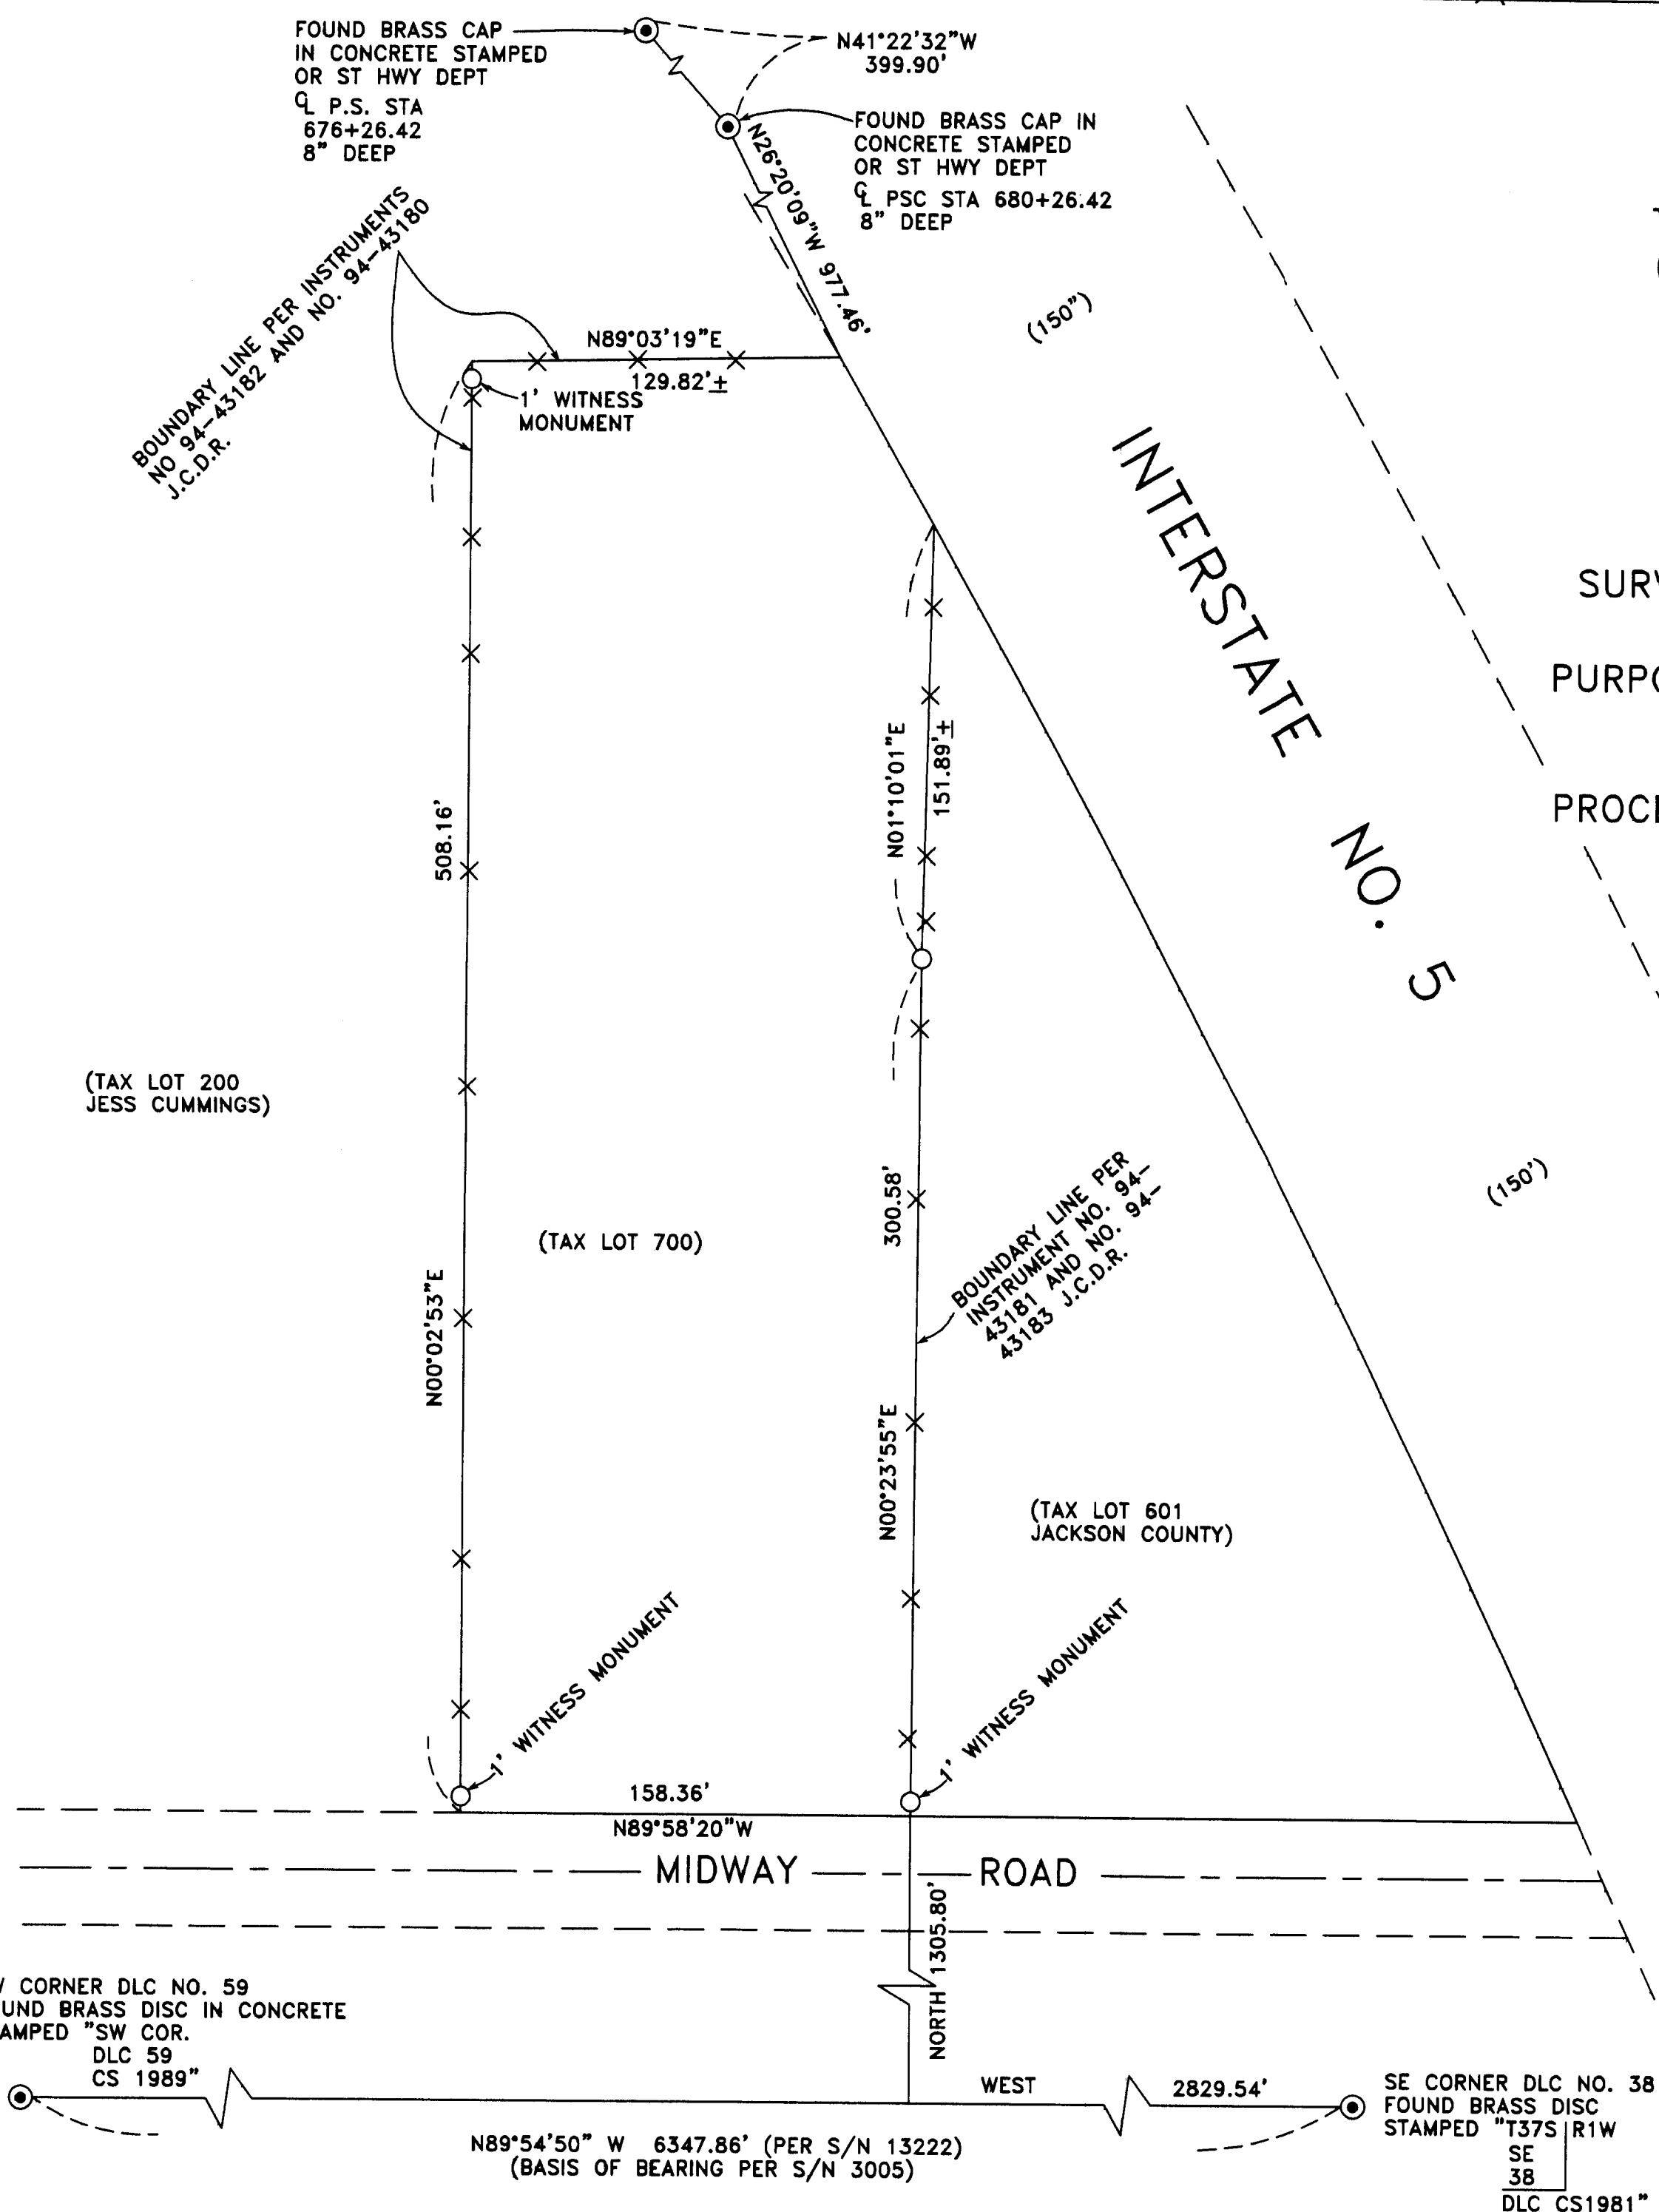 FOUND BRASS CAP
IN CONCRETE STAMPED
OR ST HWY DEPT
℄ P.S. STA
676+26.42
8" DEEP
N41°22'32"W
399.90'
FOUND BRASS CAP IN
CONCRETE STAMPED
OR ST HWY DEPT
℄ PSC STA 680+26.42
8" DEEP
N26°20'09"W 977.46'
BOUNDARY LINE PER INSTRUMENTS
NO 94-43182 AND NO. 94-43180
J.C.D.R.
N89°03'19"E
129.82'±
1' WITNESS
MONUMENT
(150")
INTERSTATE NO. 5
SURV
PURPO
PROCE
508.16'
N01°10'01"E
151.89'±
(TAX LOT 200
JESS CUMMINGS)
(TAX LOT 700)
300.58'
BOUNDARY LINE PER
INSTRUMENT NO. 94-
43181 AND NO. 94-
43183 J.C.D.R.
(150')
N00°02'53"E
N00°23'55"E
(TAX LOT 601
JACKSON COUNTY)
1' WITNESS MONUMENT
1' WITNESS MONUMENT
158.36'
N89°58'20"W
MIDWAY ROAD
NORTH 1305.80'
CORNER DLC NO. 59
UND BRASS DISC IN CONCRETE
AMPED "SW COR.
DLC 59
CS 1989"
WEST 2829.54'
SE CORNER DLC NO. 38
FOUND BRASS DISC
STAMPED "T37S R1W
SE
38
DLC CS1981"
N89°54'50" W 6347.86' (PER S/N 13222)
(BASIS OF BEARING PER S/N 3005)